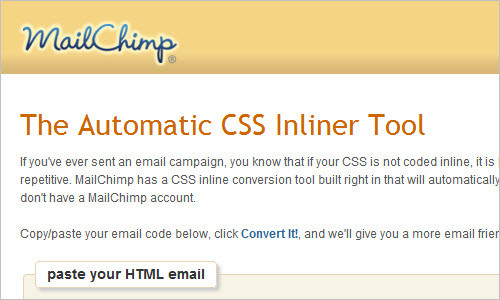 MailChimp®
The Automatic CSS Inliner Tool
If you've ever sent an email campaign, you know that if your CSS is not coded inline, it is
repetitive. MailChimp has a CSS inline conversion tool built right in that will automatically
don't have a MailChimp account.
Copy/paste your email code below, click Convert It!, and we'll give you a more email frien
paste your HTML email